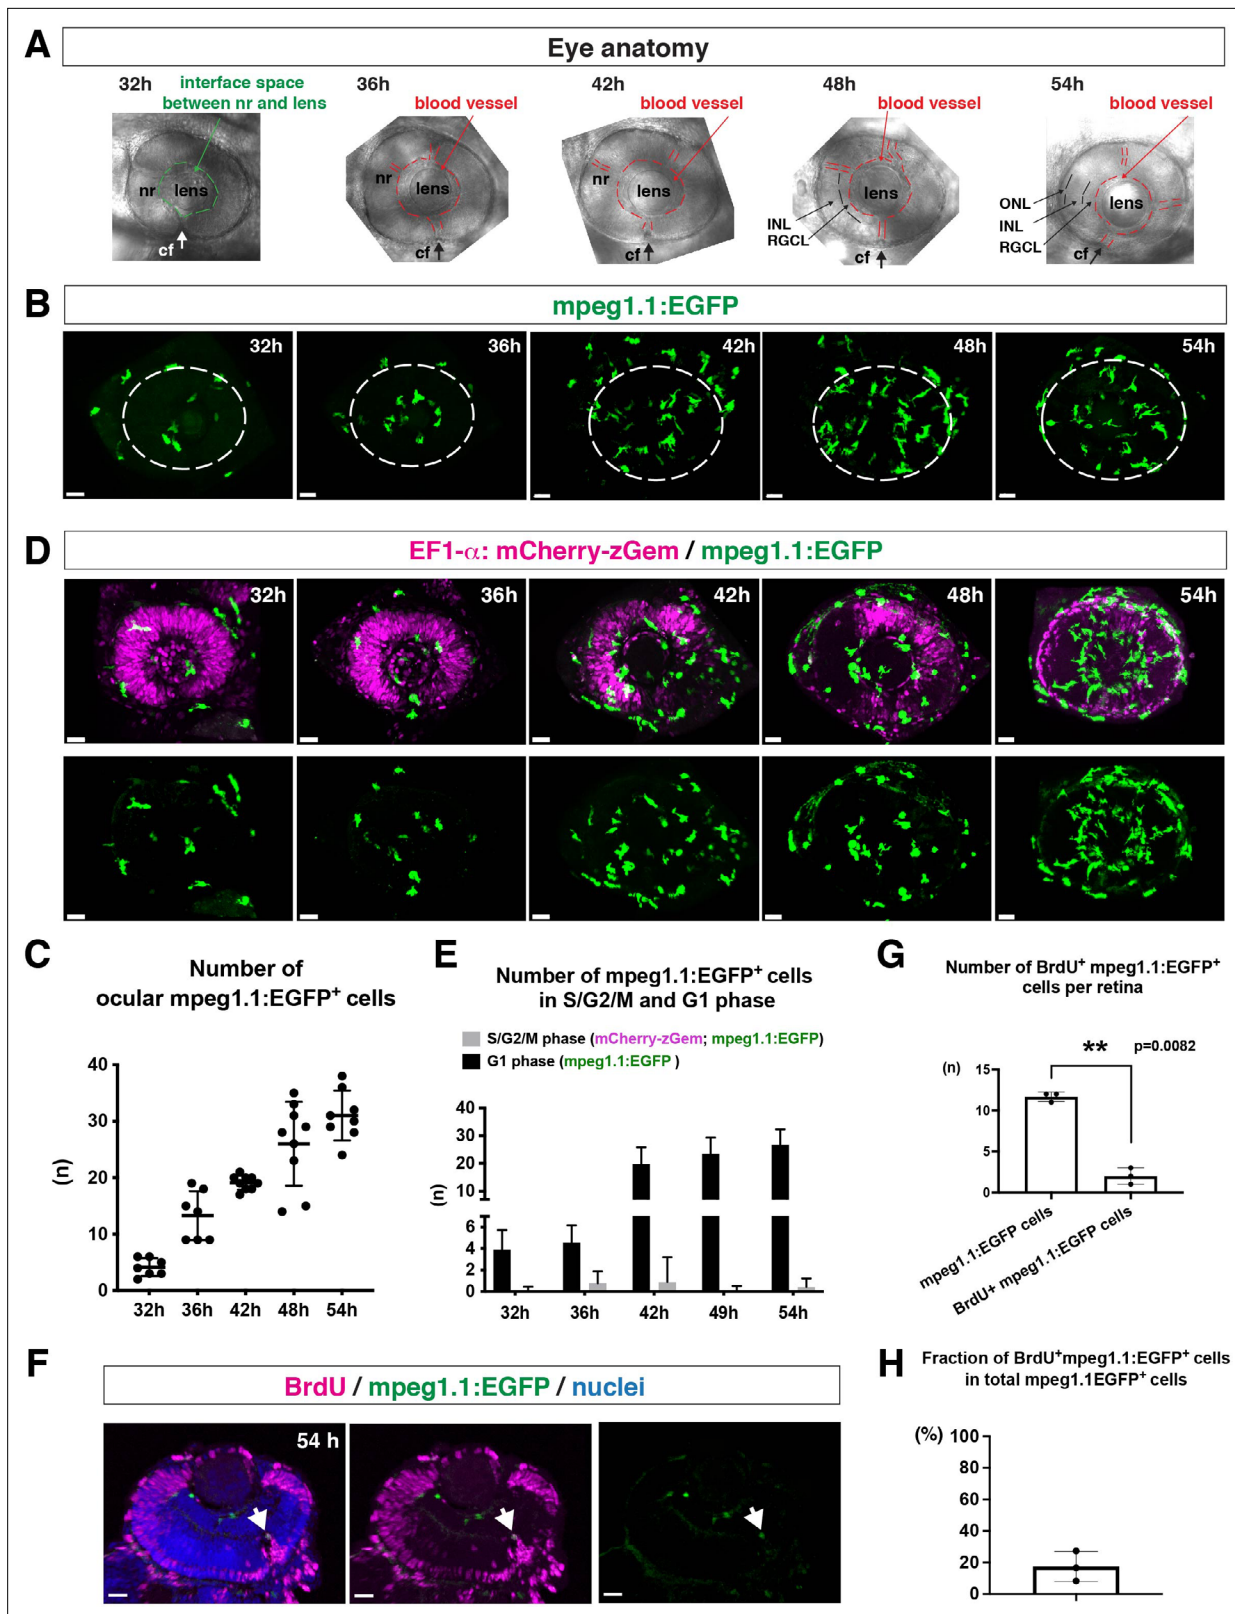 A
Eye anatomy
32h
interface space
between nr and lens
nr
lens
cf
36h
blood vessel
nr
lens
cf
42h
blood vessel
nr
lens
cf
48h
blood vessel
lens
INL
RGCL
cf
54h
blood vessel
ONL
INL
RGCL
lens
cf
B
mpeg1.1:EGFP
32h
36h
42h
48h
54h
D
EF1-α: mCherry-zGem / mpeg1.1:EGFP
32h
36h
42h
48h
54h
C
Number of
ocular mpeg1.1:EGFP⁺ cells
(n)
40
30
20
10
0
32h 36h 42h 48h 54h
E
Number of mpeg1.1:EGFP⁺ cells
in S/G2/M and G1 phase
S/G2/M phase (mCherry-zGem; mpeg1.1:EGFP)
G1 phase (mpeg1.1:EGFP )
(n)
40
30
20
10
6
4
2
0
32h 36h 42h 49h 54h
G
Number of BrdU⁺ mpeg1.1:EGFP⁺
cells per retina
** p=0.0082
(n)
15
10
5
0
mpeg1.1:EGFP cells
BrdU+ mpeg1.1:EGFP cells
F
BrdU / mpeg1.1:EGFP / nuclei
54 h
H
Fraction of BrdU⁺mpeg1.1:EGFP⁺ cells
in total mpeg1.1EGFP⁺ cells
(%)
100
80
60
40
20
0